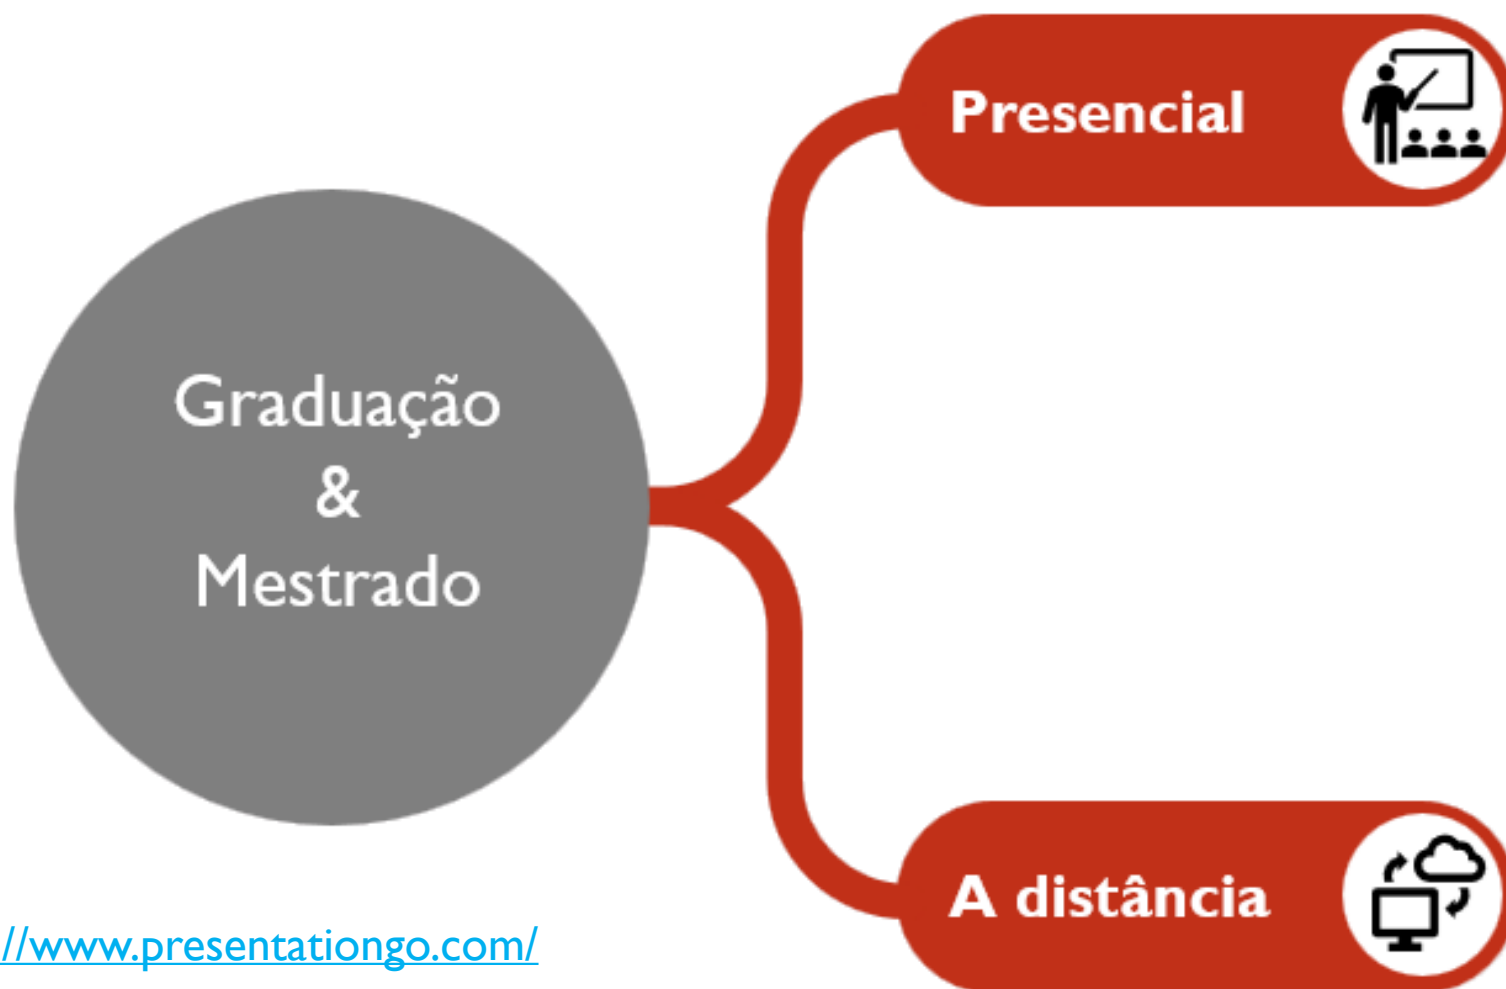 Presencial
Graduação
&
Mestrado
A distância
//www.presentationgo.com/